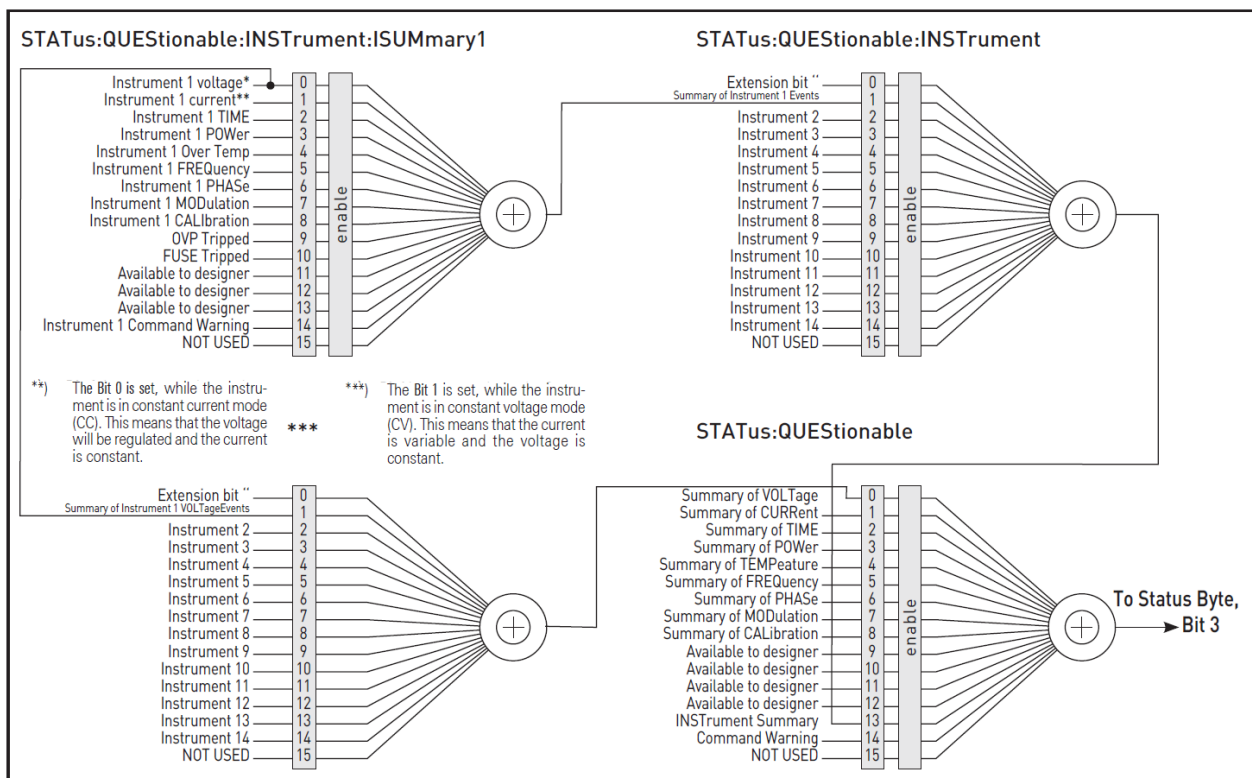 STATus:QUEStionable:INSTrument:ISUMmary1
Instrument 1 voltage* 0
Instrument 1 current** 1
Instrument 1 TIME 2
Instrument 1 POWer 3
Instrument 1 Over Temp 4
Instrument 1 FREQuency 5
Instrument 1 PHASe 6
Instrument 1 MODulation 7
Instrument 1 CALIbration 8
OVP Tripped 9
FUSE Tripped 10
Available to designer 11
Available to designer 12
Available to designer 13
Instrument 1 Command Warning 14
NOT USED 15
enable
STATus:QUEStionable:INSTrument
Extension bit " 0
Summary of Instrument 1 Events 1
Instrument 2 2
Instrument 3 3
Instrument 4 4
Instrument 5 5
Instrument 6 6
Instrument 7 7
Instrument 8 8
Instrument 9 9
Instrument 10 10
Instrument 11 11
Instrument 12 12
Instrument 13 13
Instrument 14 14
NOT USED 15
enable
**) The Bit 0 is set, while the instru-
ment is in constant current mode
(CC). This means that the voltage
will be regulated and the current
is constant.
***
***) The Bit 1 is set, while the instru-
ment is in constant voltage mode
(CV). This means that the current
is variable and the voltage is
constant.
Extension bit " 0
Summary of Instrument 1 VOLTageEvents 1
Instrument 2 2
Instrument 3 3
Instrument 4 4
Instrument 5 5
Instrument 6 6
Instrument 7 7
Instrument 8 8
Instrument 9 9
Instrument 10 10
Instrument 11 11
Instrument 12 12
Instrument 13 13
Instrument 14 14
NOT USED 15
STATus:QUEStionable
Summary of VOLTage 0
Summary of CURRent 1
Summary of TIME 2
Summary of POWer 3
Summary of TEMPeature 4
Summary of FREQuency 5
Summary of PHASe 6
Summary of MODulation 7
Summary of CALibration 8
Available to designer 9
Available to designer 10
Available to designer 11
Available to designer 12
INSTrument Summary 13
Command Warning 14
NOT USED 15
enable
To Status Byte,
Bit 3